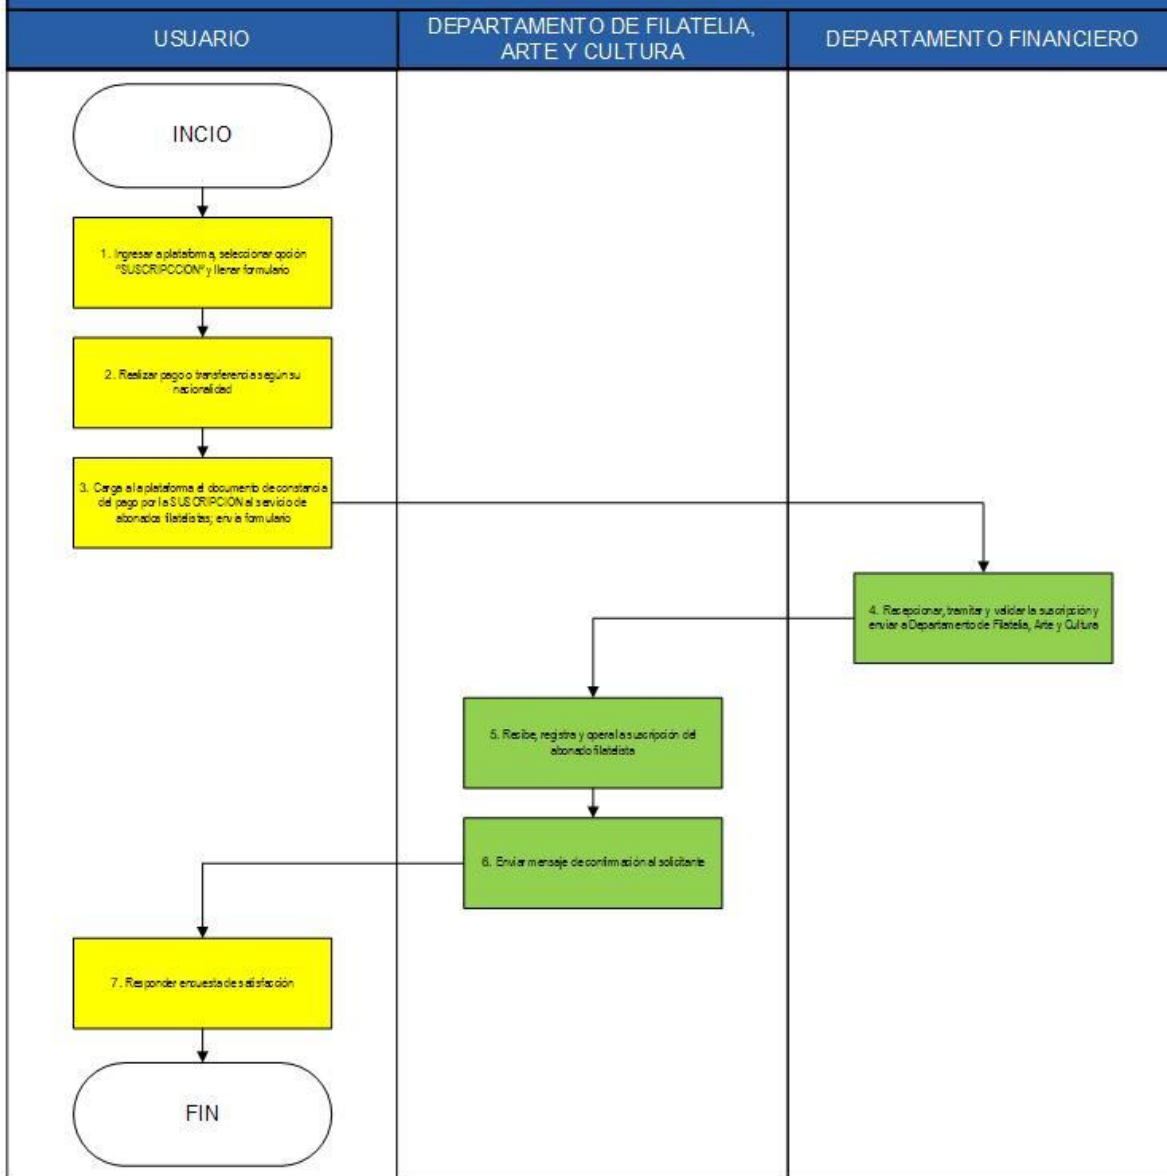 USUARIO
DEPARTAMENTO DE FILATELIA,
ARTE Y CULTURA
DEPARTAMENTO FINANCIERO
INCIO
1. Ingresar a plataforma, seleccionar opción
"SUSCRIPCCION" y llenar formulario
2. Realizar pago o transferencia según su
nacionalidad
3. Carga a la plataforma el documento de constancia
del pago por la SUSCRIPCION al servicio de
abonados filatelistas; envía formulario
4. Recepcionar, tramitar y validar la suscripción y
enviar a Departamento de Filatelia, Arte y Cultura
5. Recibe, registra y opera la suscripción del
abonado filatelista
6. Enviar mensaje de confirmación al solicitante
7. Responder encuesta de satisfacción
FIN